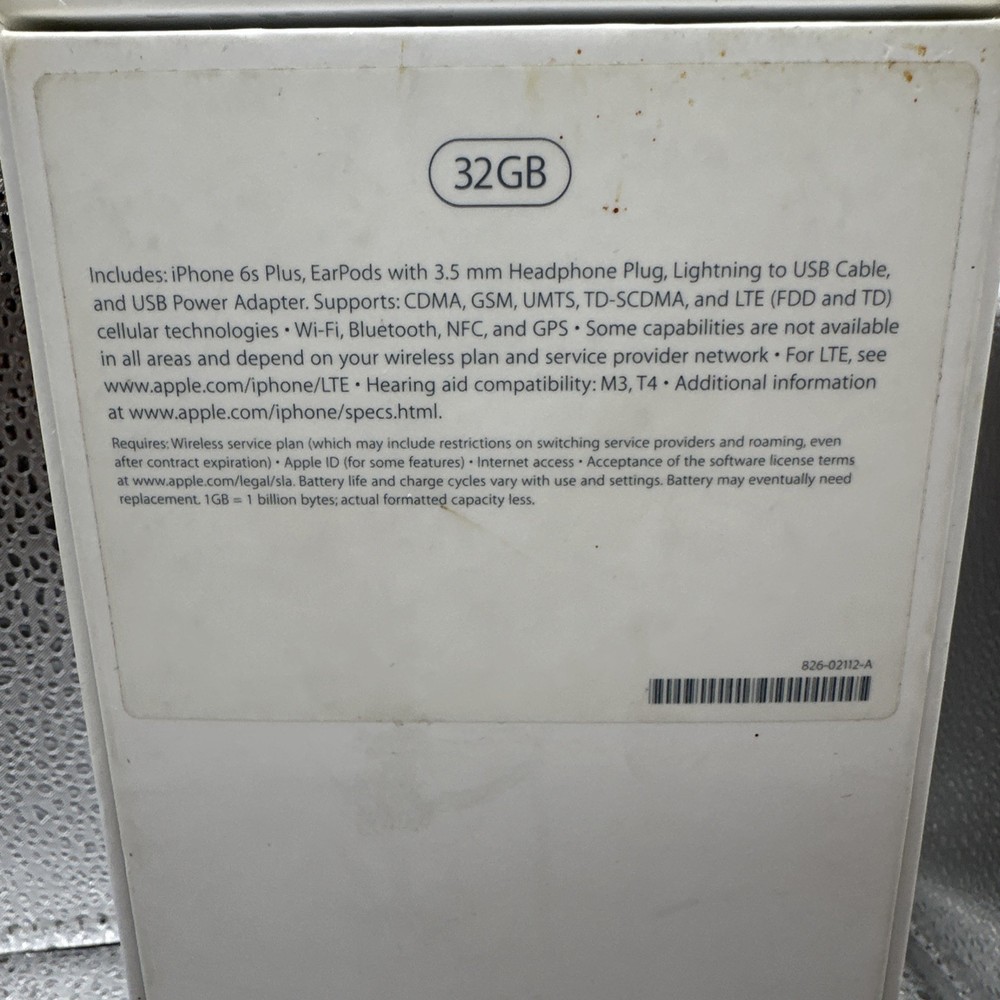 32GB
Includes: iPhone 6s Plus, EarPods with 3.5 mm Headphone Plug, Lightning to USB Cable,
and USB Power Adapter. Supports: CDMA, GSM, UMTS, TD-SCDMA, and LTE (FDD and TD)
cellular technologies • Wi-Fi, Bluetooth, NFC, and GPS • Some capabilities are not available
in all areas and depend on your wireless plan and service provider network • For LTE, see
www.apple.com/iphone/LTE • Hearing aid compatibility: M3, T4 • Additional information
at www.apple.com/iphone/specs.html.
Requires: Wireless service plan (which may include restrictions on switching service providers and roaming, even
after contract expiration) • Apple ID (for some features) • Internet access • Acceptance of the software license terms
at www.apple.com/legal/sla. Battery life and charge cycles vary with use and settings. Battery may eventually need
replacement. 1GB = 1 billion bytes; actual formatted capacity less.
826-02112-A